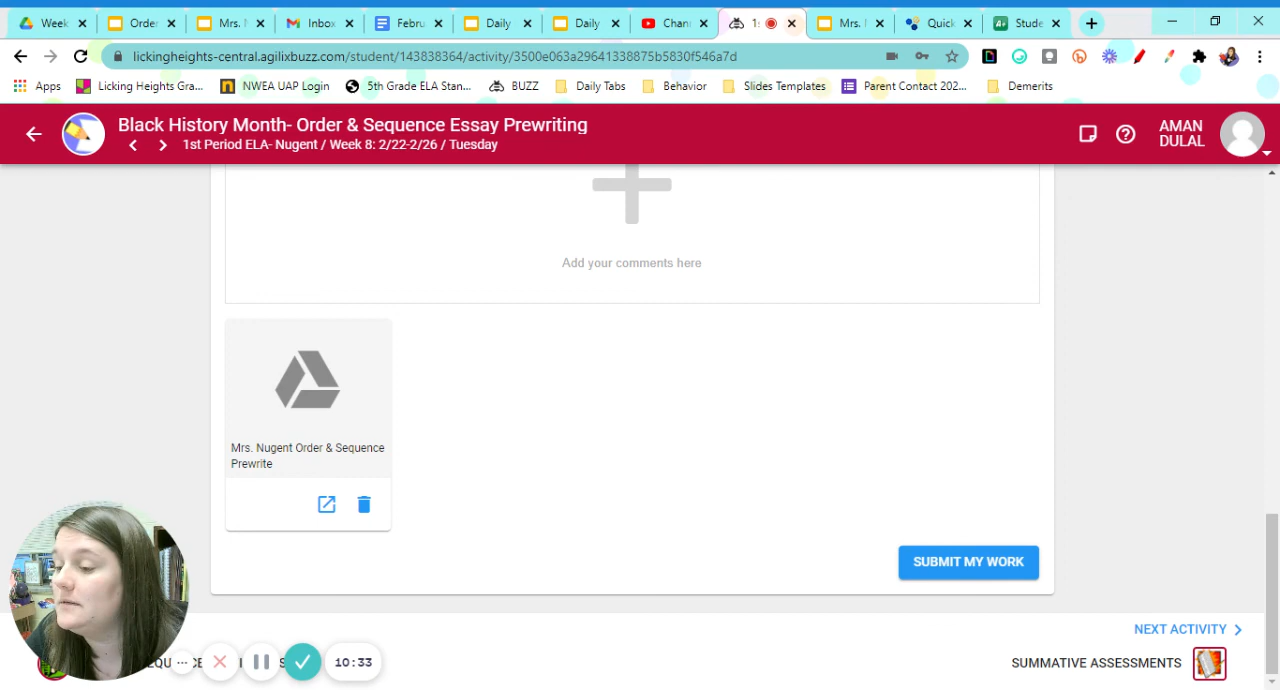 Week
Order
Mrs. N
Inbox
Febru
Daily
Daily
Chan
1s
Mrs. I
Quick
Stude
lickingheights-central.agilixbuzz.com/student/143838364/activity/3500e063a29641338875b5830f546a7d
Apps
Licking Heights Gra...
NWEA UAP Login
5th Grade ELA Stan...
BUZZ
Daily Tabs
Behavior
Slides Templates
Parent Contact 202...
Demerits
Black History Month- Order & Sequence Essay Prewriting
1st Period ELA- Nugent / Week 8: 2/22-2/26 / Tuesday
AMAN
DULAL
Add your comments here
Mrs. Nugent Order & Sequence
Prewrite
SUBMIT MY WORK
NEXT ACTIVITY
10:33
SUMMATIVE ASSESSMENTS